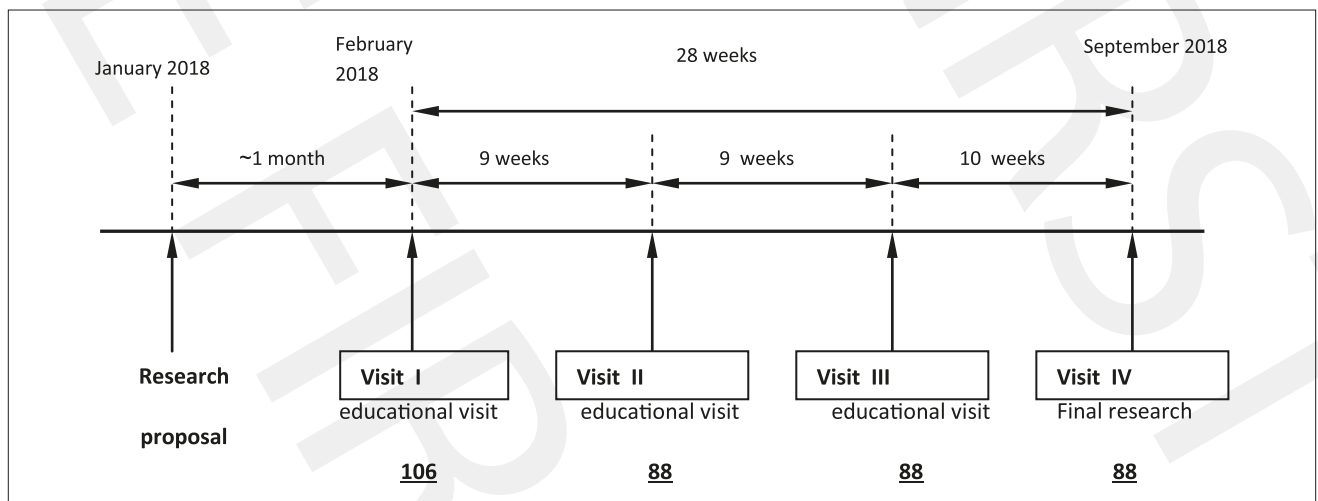 January 2018
February
2018
28 weeks
September 2018
~1 month
9 weeks
9 weeks
10 weeks
Research
proposal
Visit I
educational visit
106
Visit II
educational visit
88
Visit III
educational visit
88
Visit IV
Final research
88